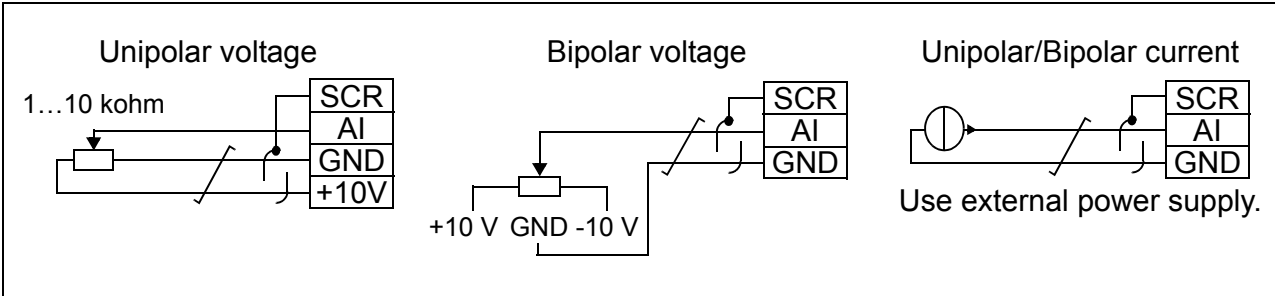 Unipolar voltage
1…10 kohm
SCR
AI
GND
+10V
Bipolar voltage
SCR
AI
GND
+10 V GND -10 V
Unipolar/Bipolar current
SCR
AI
GND
Use external power supply.